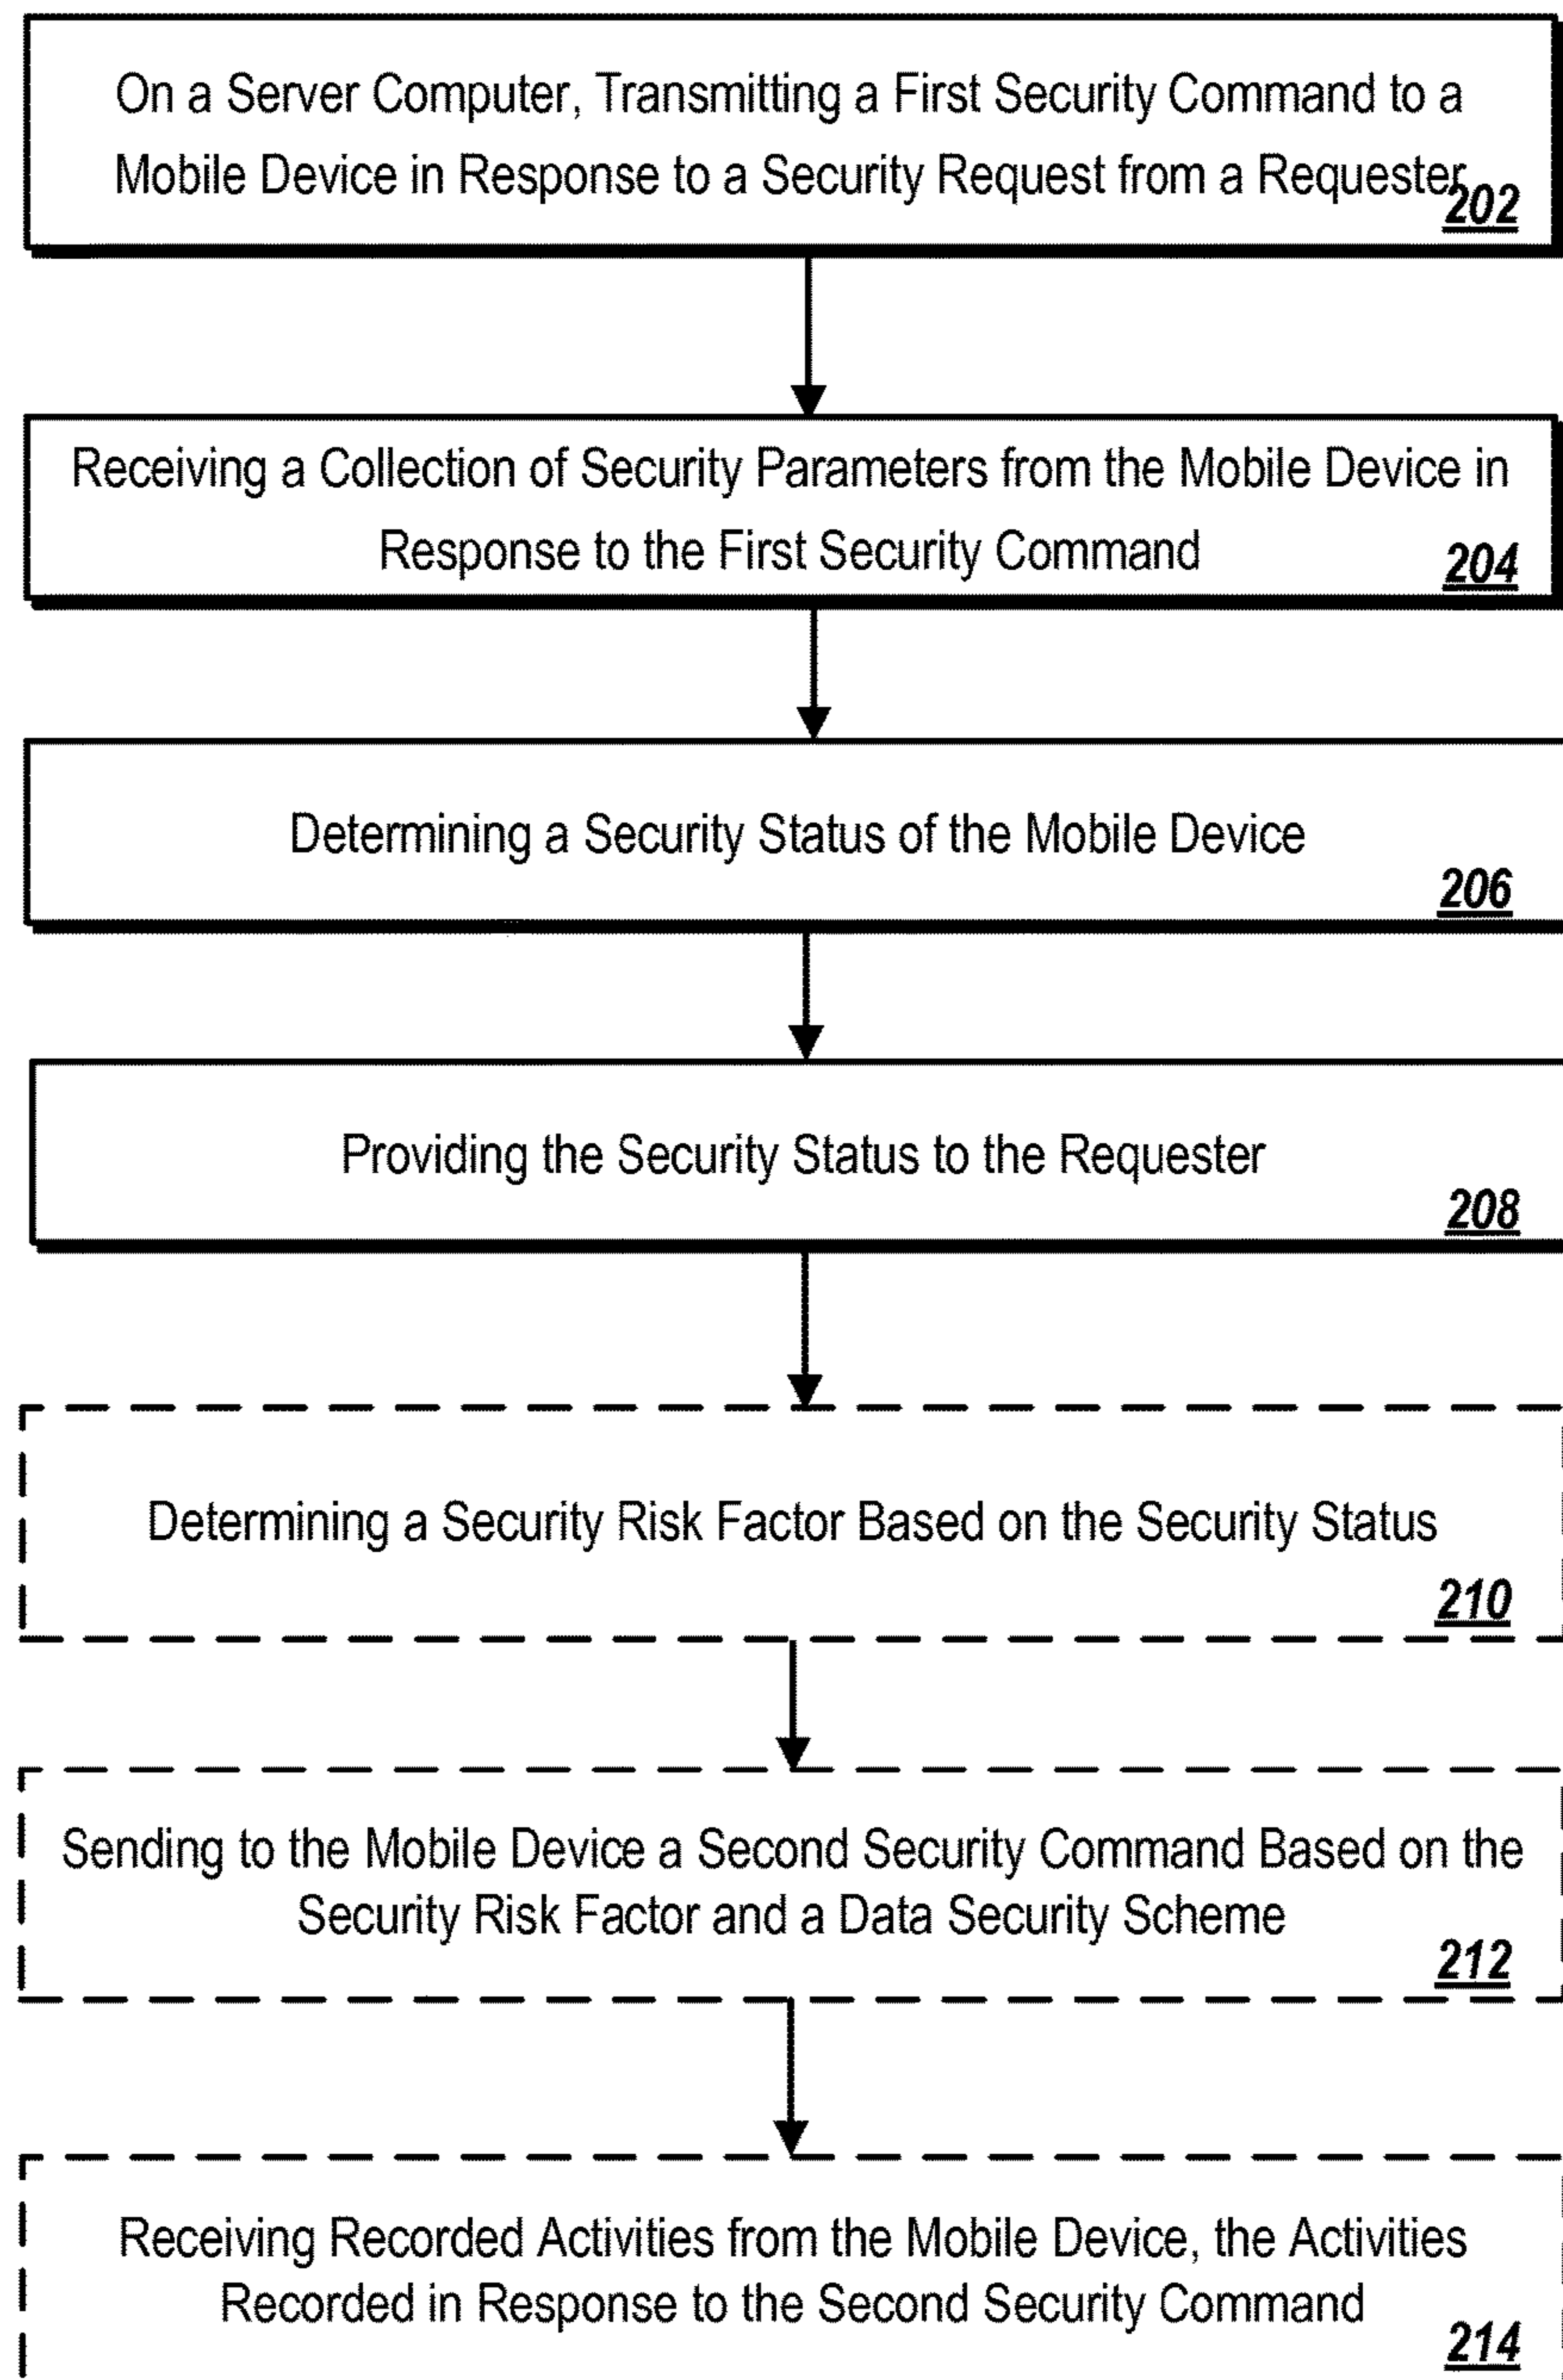 On a Server Computer, Transmitting a First Security Command to a
Mobile Device in Response to a Security Request from a Requester
202
Receiving a Collection of Security Parameters from the Mobile Device in
Response to the First Security Command
204
Determining a Security Status of the Mobile Device
206
Providing the Security Status to the Requester
208
Determining a Security Risk Factor Based on the Security Status
210
Sending to the Mobile Device a Second Security Command Based on the
Security Risk Factor and a Data Security Scheme
212
Receiving Recorded Activities from the Mobile Device, the Activities
Recorded in Response to the Second Security Command
214